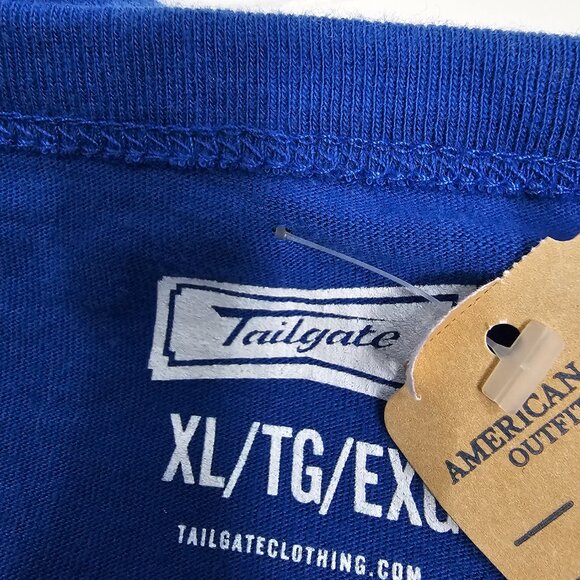 Tailgate
XL/TG/EXG
TAILGATECLOTHING.COM
AMERICAN
OUTFIT